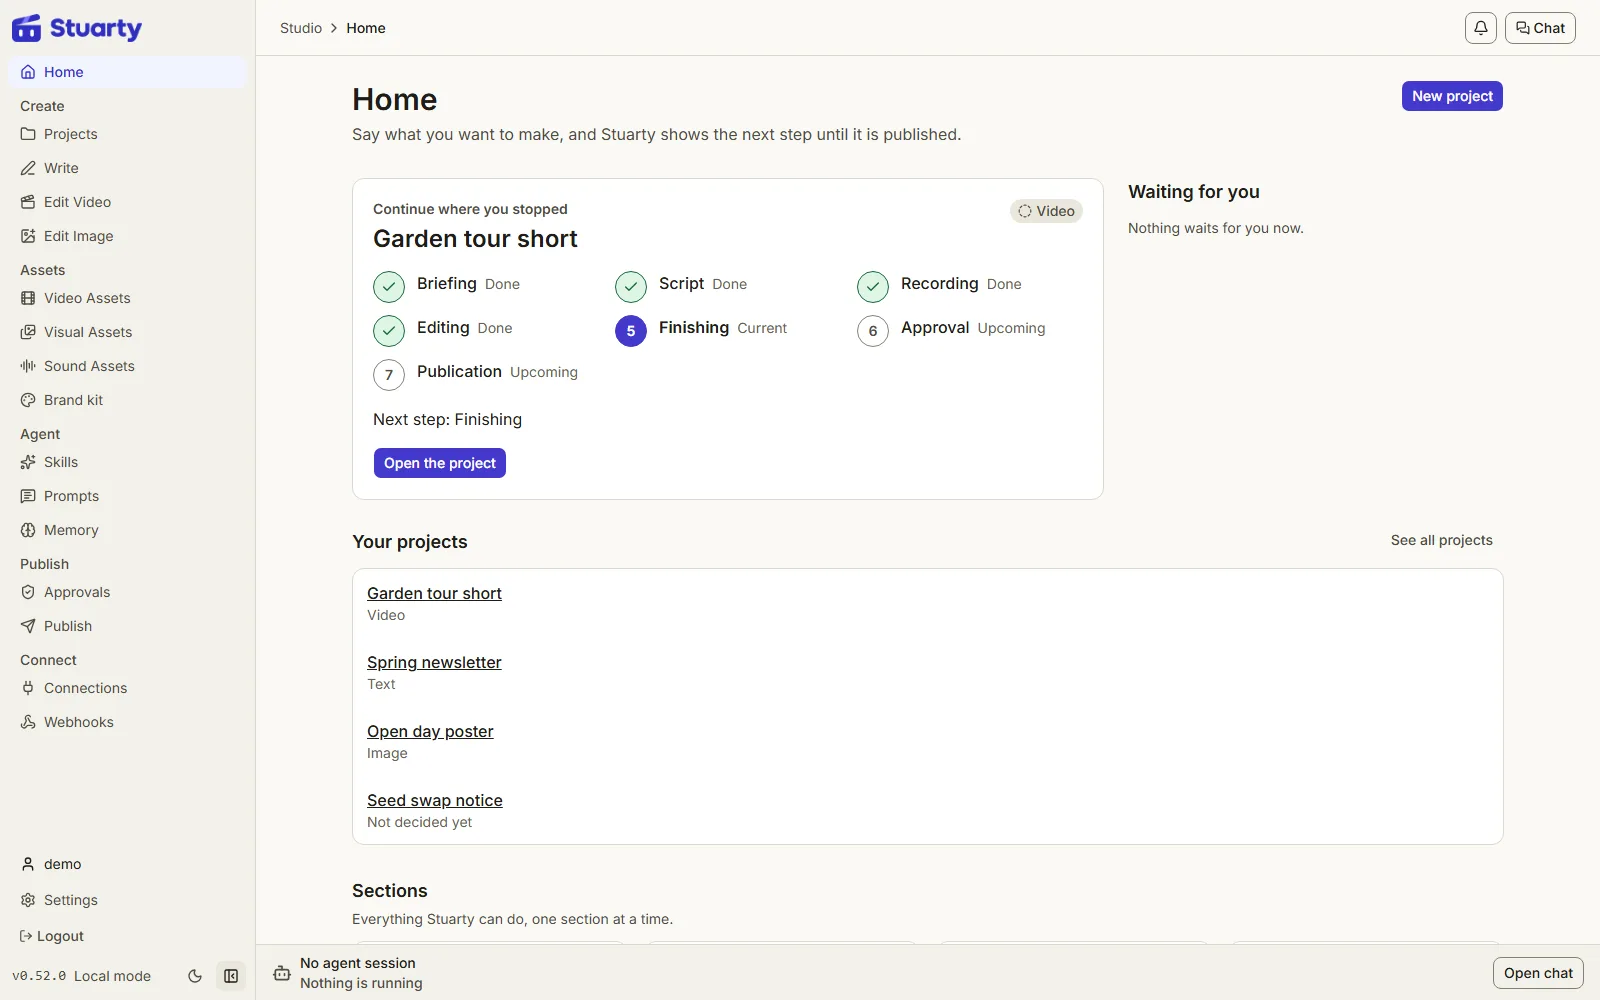 Stuarty
Studio > Home
Chat
Home
Create
Projects
Write
Edit Video
Edit Image
Assets
Video Assets
Visual Assets
Sound Assets
Brand kit
Agent
Skills
Prompts
Memory
Publish
Approvals
Publish
Connect
Connections
Webhooks
demo
Settings
Logout
v0.52.0 Local mode
Home
New project
Say what you want to make, and Stuarty shows the next step until it is published.
Continue where you stopped
Video
Garden tour short
Briefing Done
Script Done
Recording Done
Editing Done
5 Finishing Current
6 Approval Upcoming
7 Publication Upcoming
Next step: Finishing
Open the project
Waiting for you
Nothing waits for you now.
Your projects
See all projects
Garden tour short
Video
Spring newsletter
Text
Open day poster
Image
Seed swap notice
Not decided yet
Sections
Everything Stuarty can do, one section at a time.
No agent session
Nothing is running
Open chat